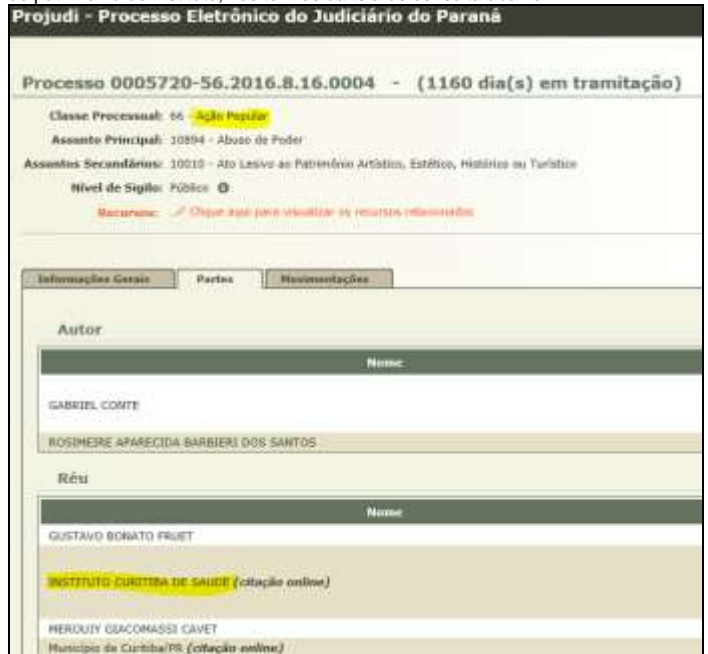 Projudi - Processo Eletrônico do Judiciário do Paraná
Processo 0005720-56.2016.8.16.0004 - (1160 dia(s) em tramitação)
Classe Processual: 66 - Ação Popular
Assunto Principal: 10894 - Abuso de Poder
Assuntos Secundários: 10010 - Ato Lesivo ao Patrimônio Artístico, Estético, Histórico ou Turístico
Nível de Sigilo: Público
Recursos: Clique aqui para visualizar os recursos relacionados
Informações Gerais Partes Movimentações
Autor
Nome
GABRIEL CONTE
ROSIMEIRE APARECIDA BARBIERI DOS SANTOS
Réu
Nome
GUSTAVO BONATO FRUET
INSTITUTO CURITIBA DE SAUDE (citação online)
GIACOMASSI CAVET
Município de Curitiba/PR (citação online)